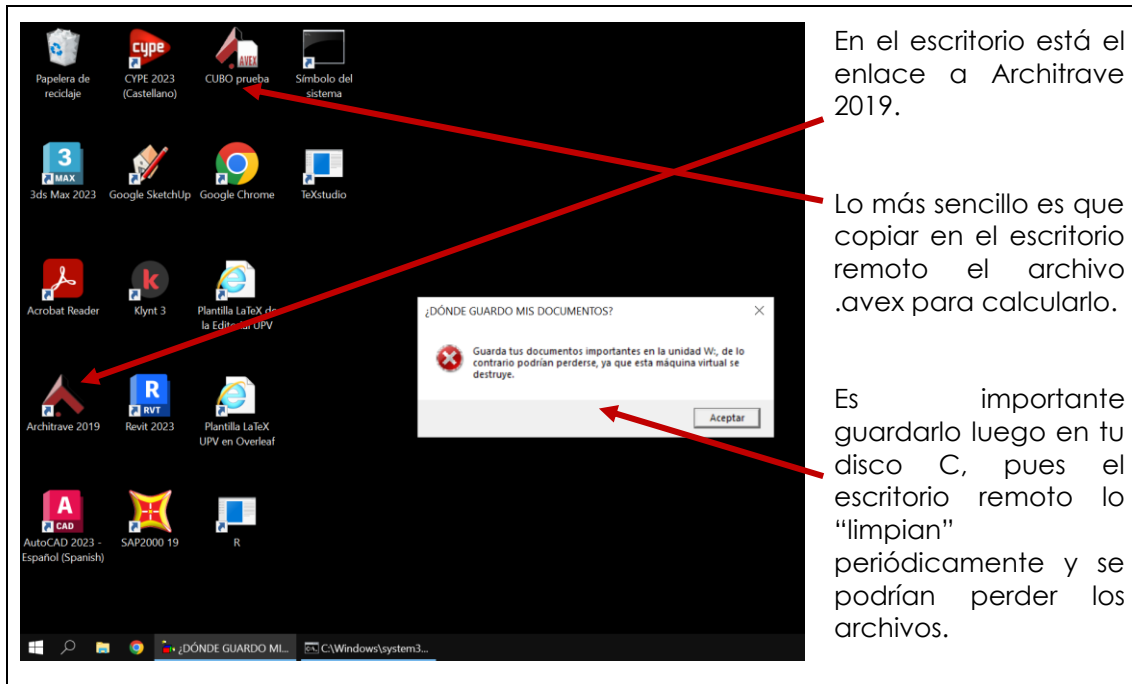 Papelera de
reciclaje
CYPE 2023
(Castellano)
CUBO prueba
Símbolo del
sistema
cype
AVEX
3
MAX
3ds Max 2023
Google SketchUp
Google Chrome
TeXstudio
Acrobat Reader
k
Klynt 3
Plantilla LaTeX de
la Editorial UPV
Architrave 2019
R
RVT
Revit 2023
Plantilla LaTeX
UPV en Overleaf
A
CAD
AutoCAD 2023 -
Español (Spanish)
SAP2000 19
R
¿DÓNDE GUARDO MIS DOCUMENTOS?
Guarda tus documentos importantes en la unidad W:, de lo
contrario podrían perderse, ya que esta máquina virtual se
destruye.
Aceptar
¿DÓNDE GUARDO MI...
C:\Windows\system3...
En el escritorio está el
enlace a Architrave
2019.
Lo más sencillo es que
copiar en el escritorio
remoto el archivo
.avex para calcularlo.
Es importante
guardarlo luego en tu
disco C, pues el
escritorio remoto lo
“limpian”
periódicamente y se
podrían perder los
archivos.